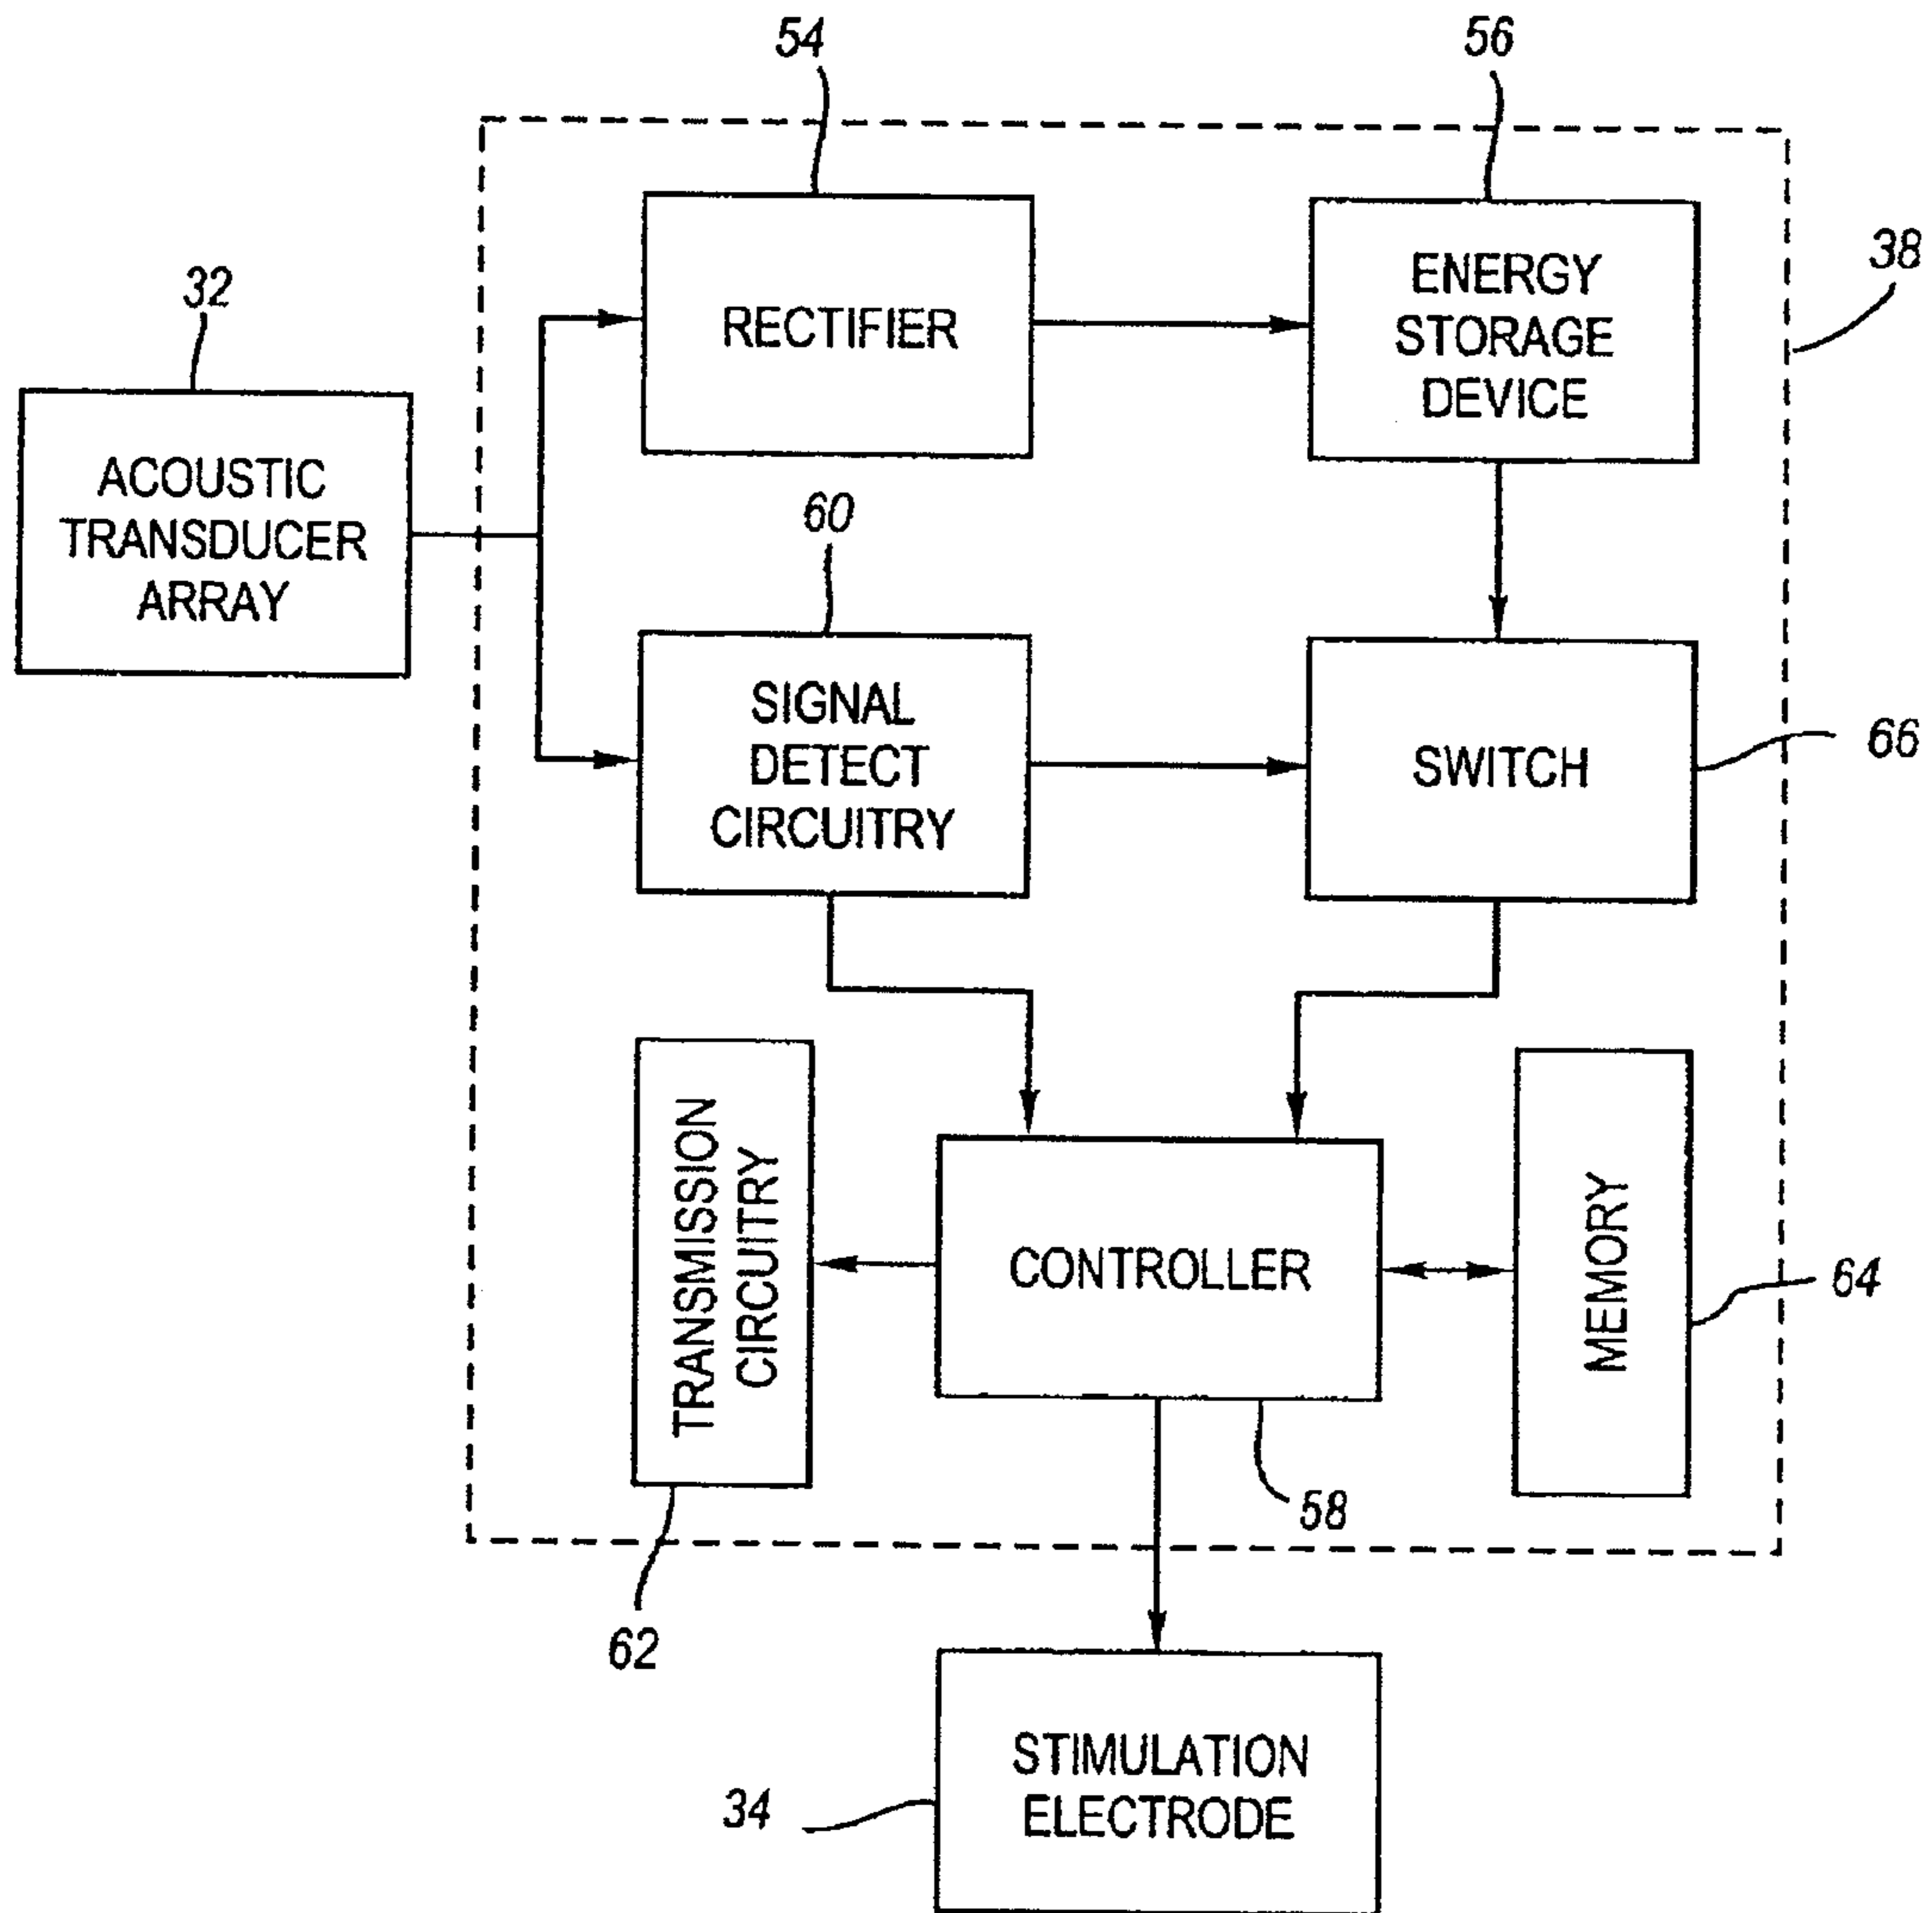 54
56
38
32
RECTIFIER
ENERGY
STORAGE
DEVICE
ACOUSTIC
TRANSDUCER
ARRAY
60
SIGNAL
DETECT
CIRCUITRY
SWITCH
66
TRANSMISSION
CIRCUITRY
CONTROLLER
MEMORY
64
58
62
STIMULATION
ELECTRODE
34